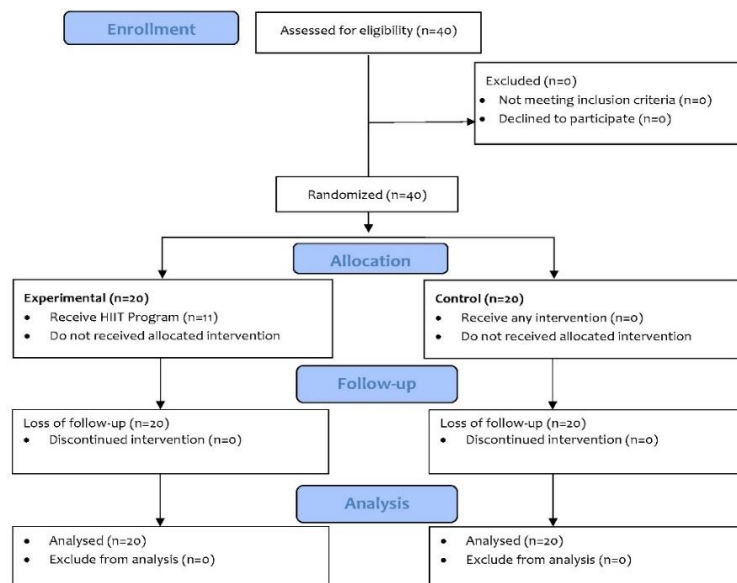 Enrollment
Assessed for eligibility (n=40)
Excluded (n=0)
• Not meeting inclusion criteria (n=0)
• Declined to participate (n=0)
Randomized (n=40)
Allocation
Experimental (n=20)
• Receive HIIT Program (n=11)
• Do not received allocated intervention
Control (n=20)
• Receive any intervention (n=0)
• Do not received allocated intervention
Follow-up
Loss of follow-up (n=20)
• Discontinued intervention (n=0)
Loss of follow-up (n=20)
• Discontinued intervention (n=0)
Analysis
• Analysed (n=20)
• Exclude from analysis (n=0)
• Analysed (n=20)
• Exclude from analysis (n=0)